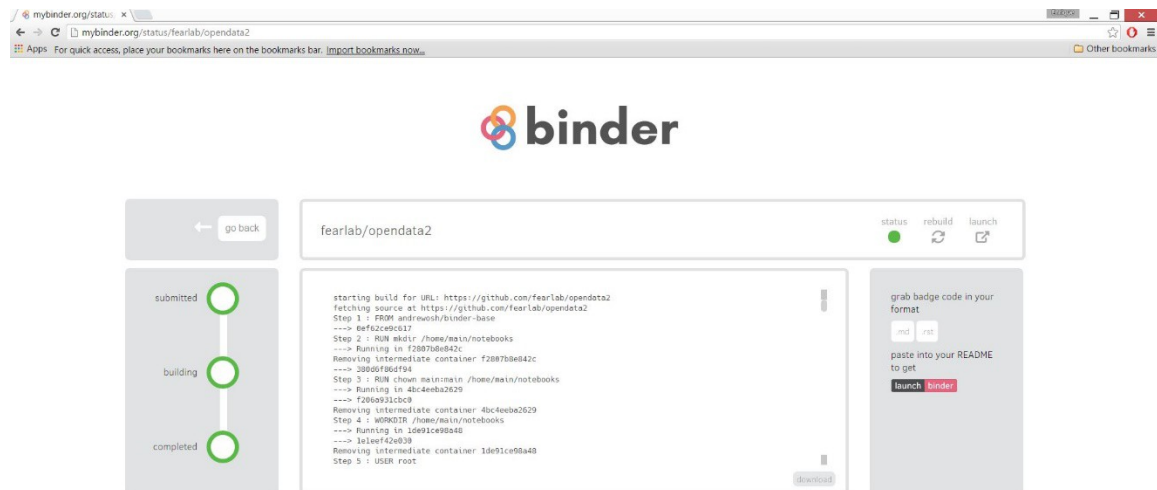 mybinder.org/status
mybinder.org/status/fearlab/opendata2
Apps For quick access, place your bookmarks here on the bookmarks bar. Import bookmarks now...
Other bookmarks
binder
go back
fearlab/opendata2
status rebuild launch
submitted
building
completed
starting build for URL: https://github.com/fearlab/opendata2
fetching source at https://github.com/fearlab/opendata2
Step 1 : FROM andrewosh/binder-base
---> 0ef62ce9c617
Step 2 : RUN mkdir /home/main/notebooks
---> Running in f2807b8e842c
Removing intermediate container f2807b8e842c
---> 380d6f86df94
Step 3 : RUN chown main:main /home/main/notebooks
---> Running in 4bc4eeba2629
---> f206a931cbc0
Removing intermediate container 4bc4eeba2629
Step 4 : WORKDIR /home/main/notebooks
---> Running in 1de91ce98a48
---> 1e1eef42e030
Removing intermediate container 1de91ce98a48
Step 5 : USER root
download
grab badge code in your
format
.md .rst
paste into your README
to get
launch binder